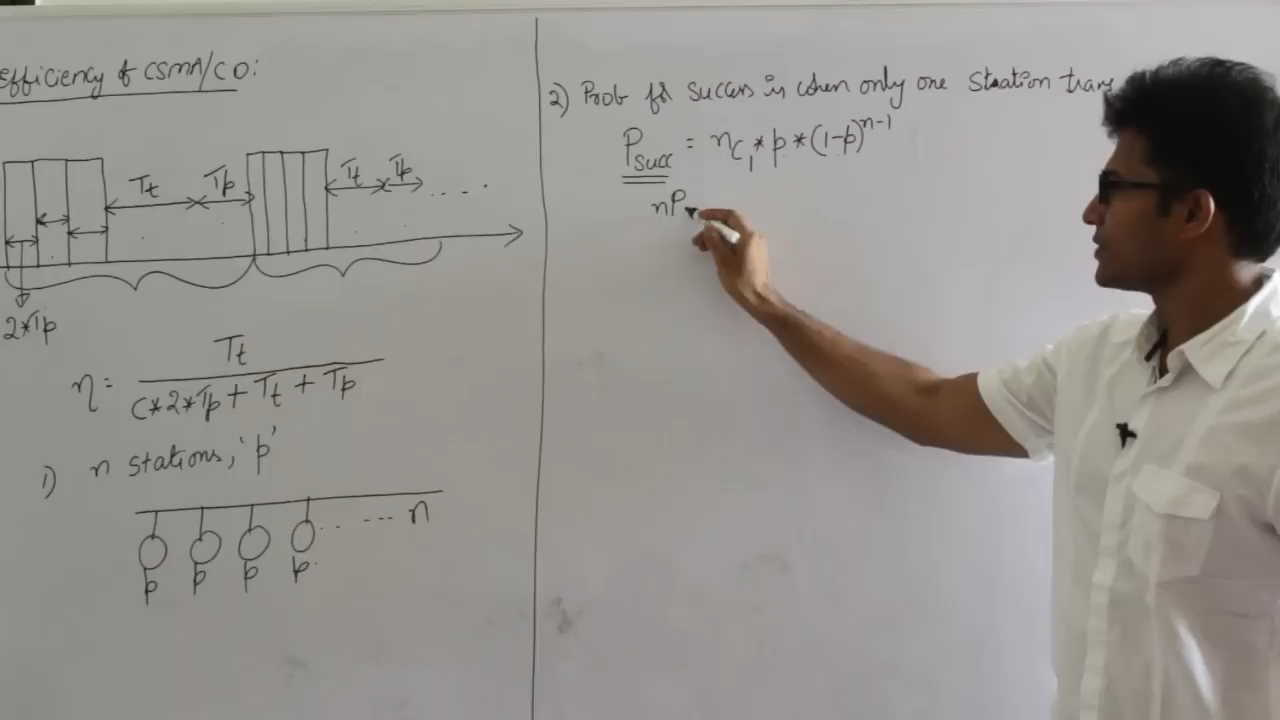 Efficiency of CSMA/CD:
Tt Tp Tt Tp ....
2*Tp
η = Tt
C*2*Tp + Tt + Tp
1) n stations, 'p'
.. --- n
p p p p.
2) Prob for success is when only one station trans
Psucc = nC1 * p * (1-p)^n-1
nP